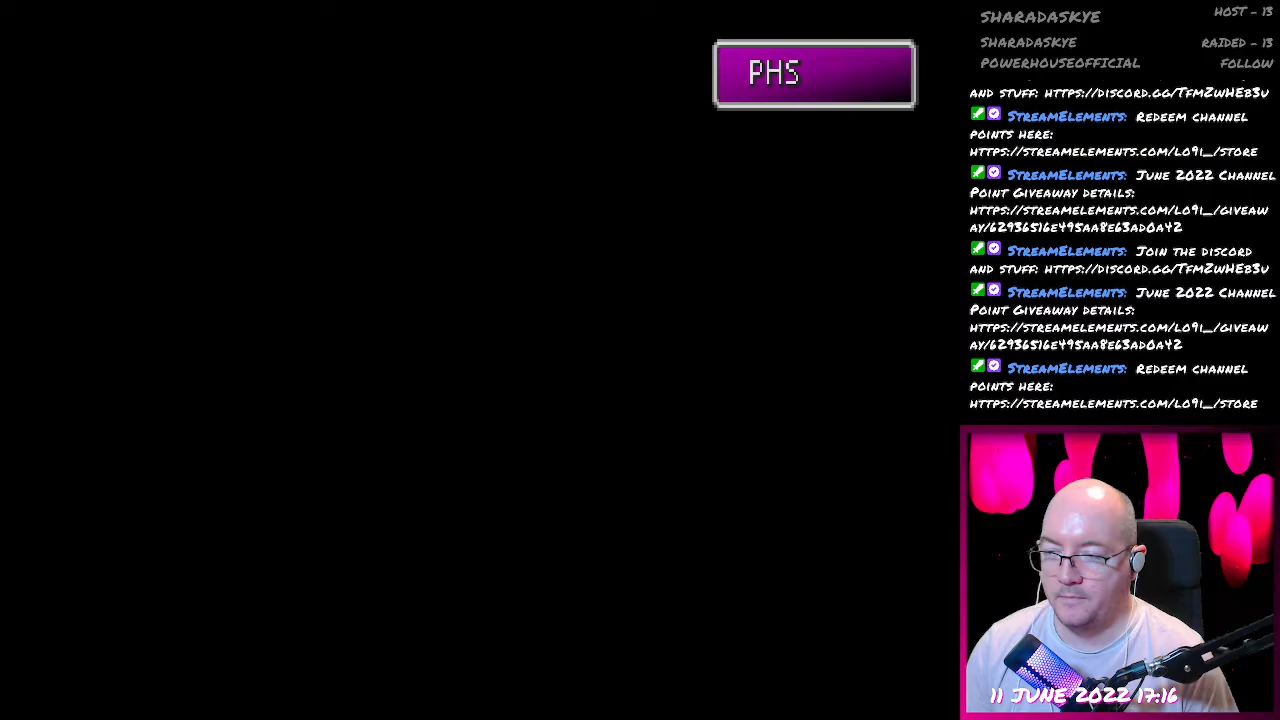 PHS
SHARADASKYE HOST - 13
SHARADASKYE RAIDED - 13
POWERHOUSEOFFICIAL FOLLOW
AND STUFF: HTTPS://DISCORD.GG/TFMZWHEB3U
STREAMELEMENTS: REDEEM CHANNEL
POINTS HERE:
HTTPS://STREAMELEMENTS.COM/LO9I_/STORE
STREAMELEMENTS: JUNE 2022 CHANNEL
POINT GIVEAWAY DETAILS:
HTTPS://STREAMELEMENTS.COM/LO9I_/GIVEAW
AY/62936516E495AA8E63AD0A42
STREAMELEMENTS: JOIN THE DISCORD
AND STUFF: HTTPS://DISCORD.GG/TFMZWHEB3U
STREAMELEMENTS: JUNE 2022 CHANNEL
POINT GIVEAWAY DETAILS:
HTTPS://STREAMELEMENTS.COM/LO9I_/GIVEAW
AY/62936516E495AA8E63AD0A42
STREAMELEMENTS: REDEEM CHANNEL
POINTS HERE:
HTTPS://STREAMELEMENTS.COM/LO9I_/STORE
11 JUNE 2022 17:16